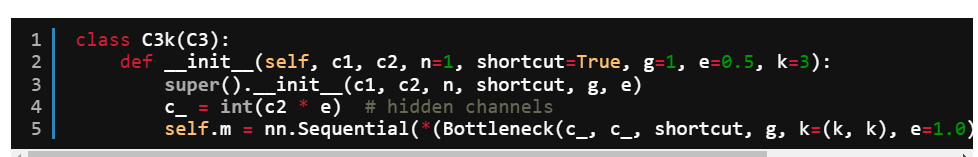 1 class C3k(C3):
2 def __init__(self, c1, c2, n=1, shortcut=True, g=1, e=0.5, k=3):
3 super().__init__(c1, c2, n, shortcut, g, e)
4 c_ = int(c2 * e)  # hidden channels
5 self.m = nn.Sequential(*(Bottleneck(c_, c_, shortcut, g, k=(k, k), e=1.0)